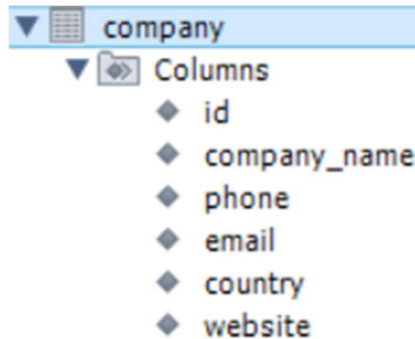 company
Columns
id
company_name
phone
email
country
website